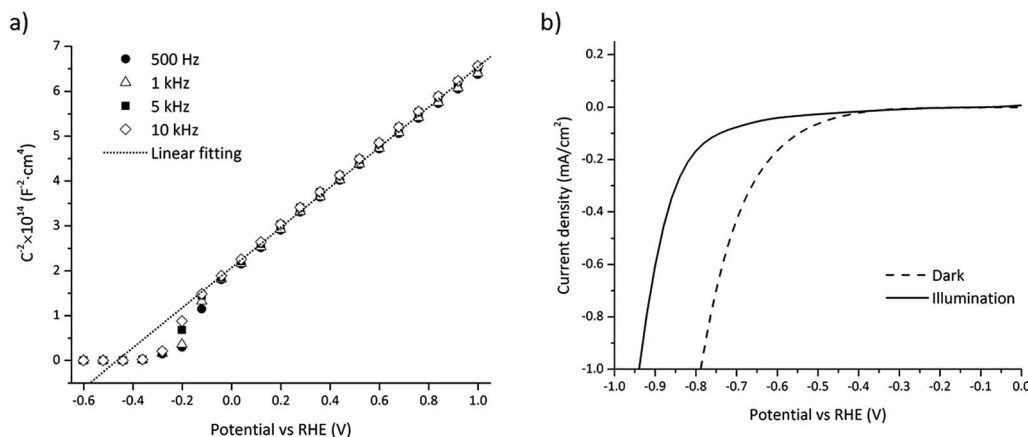 a)
7
6
5
4
3
2
1
0
C⁻²×10¹⁴ (F⁻²·cm⁴)
500 Hz
1 kHz
5 kHz
10 kHz
Linear fitting
-0.6 -0.4 -0.2 0.0 0.2 0.4 0.6 0.8 1.0
Potential vs RHE (V)
b)
0.2
0.0
-0.2
-0.4
-0.6
-0.8
-1.0
Current density (mA/cm²)
Dark
Illumination
-1.0 -0.9 -0.8 -0.7 -0.6 -0.5 -0.4 -0.3 -0.2 -0.1 0.0
Potential vs RHE (V)